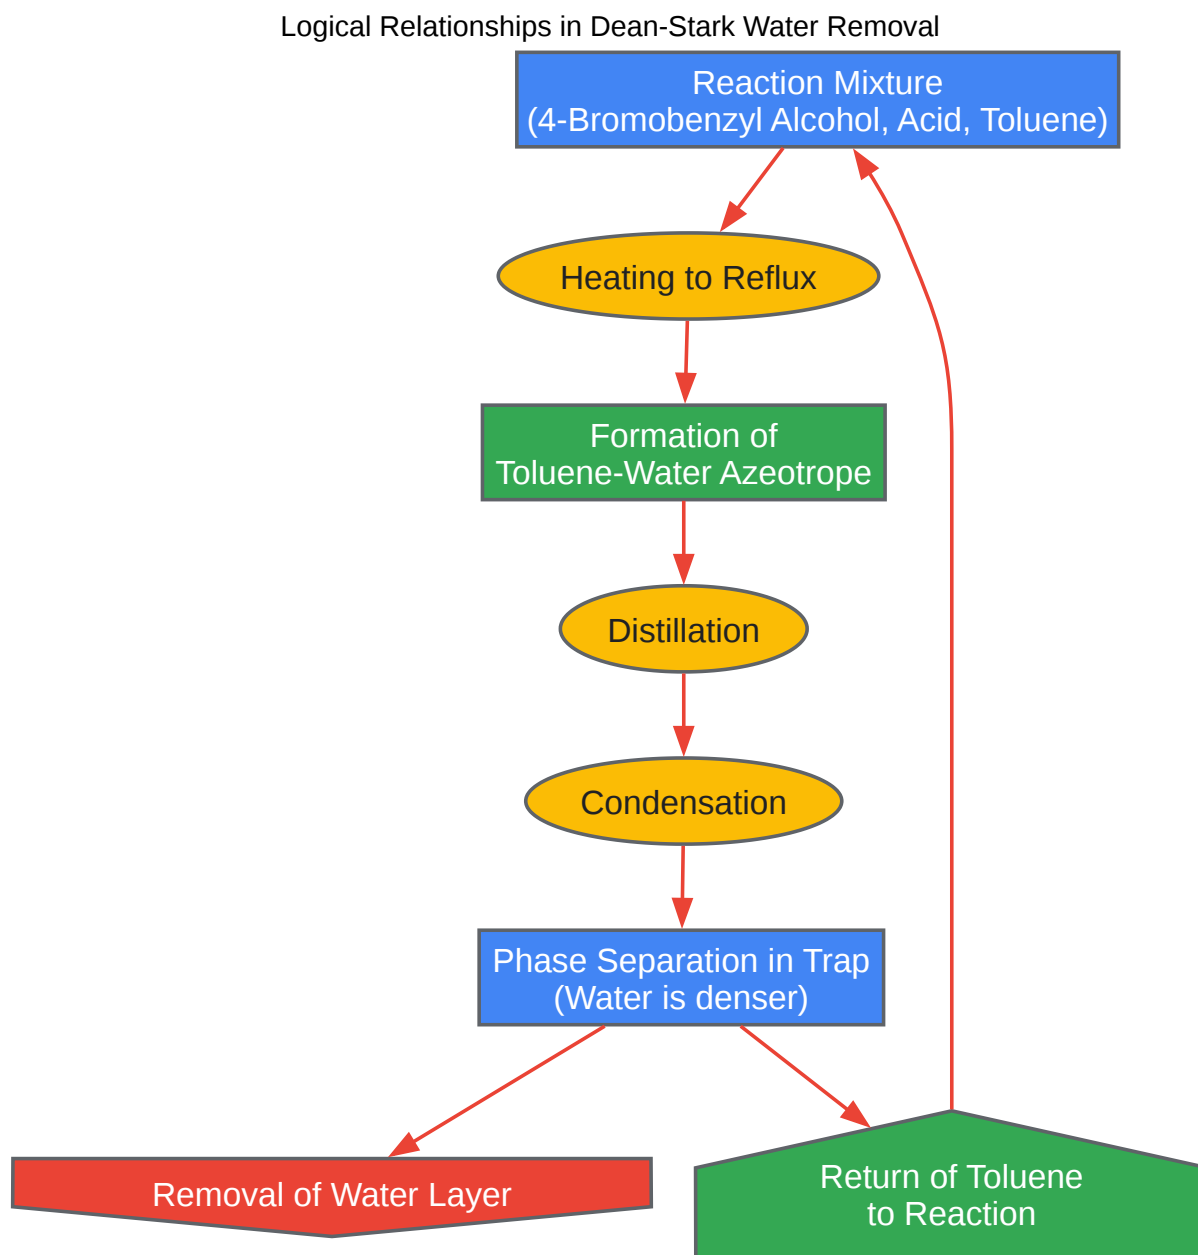 Logical Relationships in Dean-Stark Water Removal
Reaction Mixture
(4-Bromobenzyl Alcohol, Acid, Toluene)
Heating to Reflux
Formation of
Toluene-Water Azeotrope
Distillation
Condensation
Phase Separation in Trap
(Water is denser)
Removal of Water Layer
Return of Toluene
to Reaction